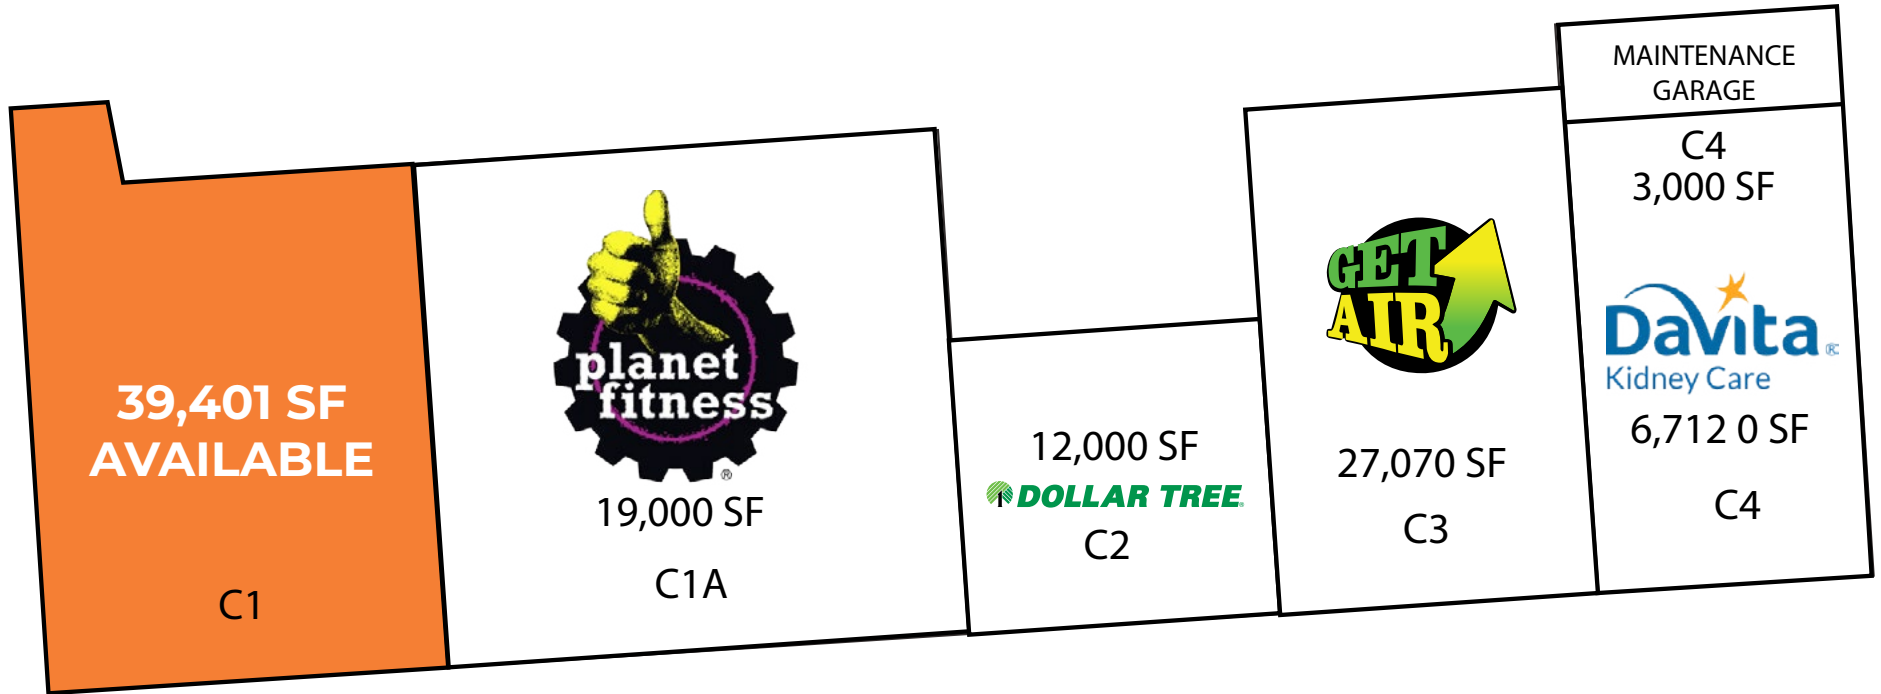 39,401 SF
AVAILABLE
C1
planet
fitness
®
19,000 SF
C1A
12,000 SF
DOLLAR TREE
C2
GET
AIR
27,070 SF
C3
MAINTENANCE
GARAGE
C4
3,000 SF
DaVita®
Kidney Care
6,712 0 SF
C4